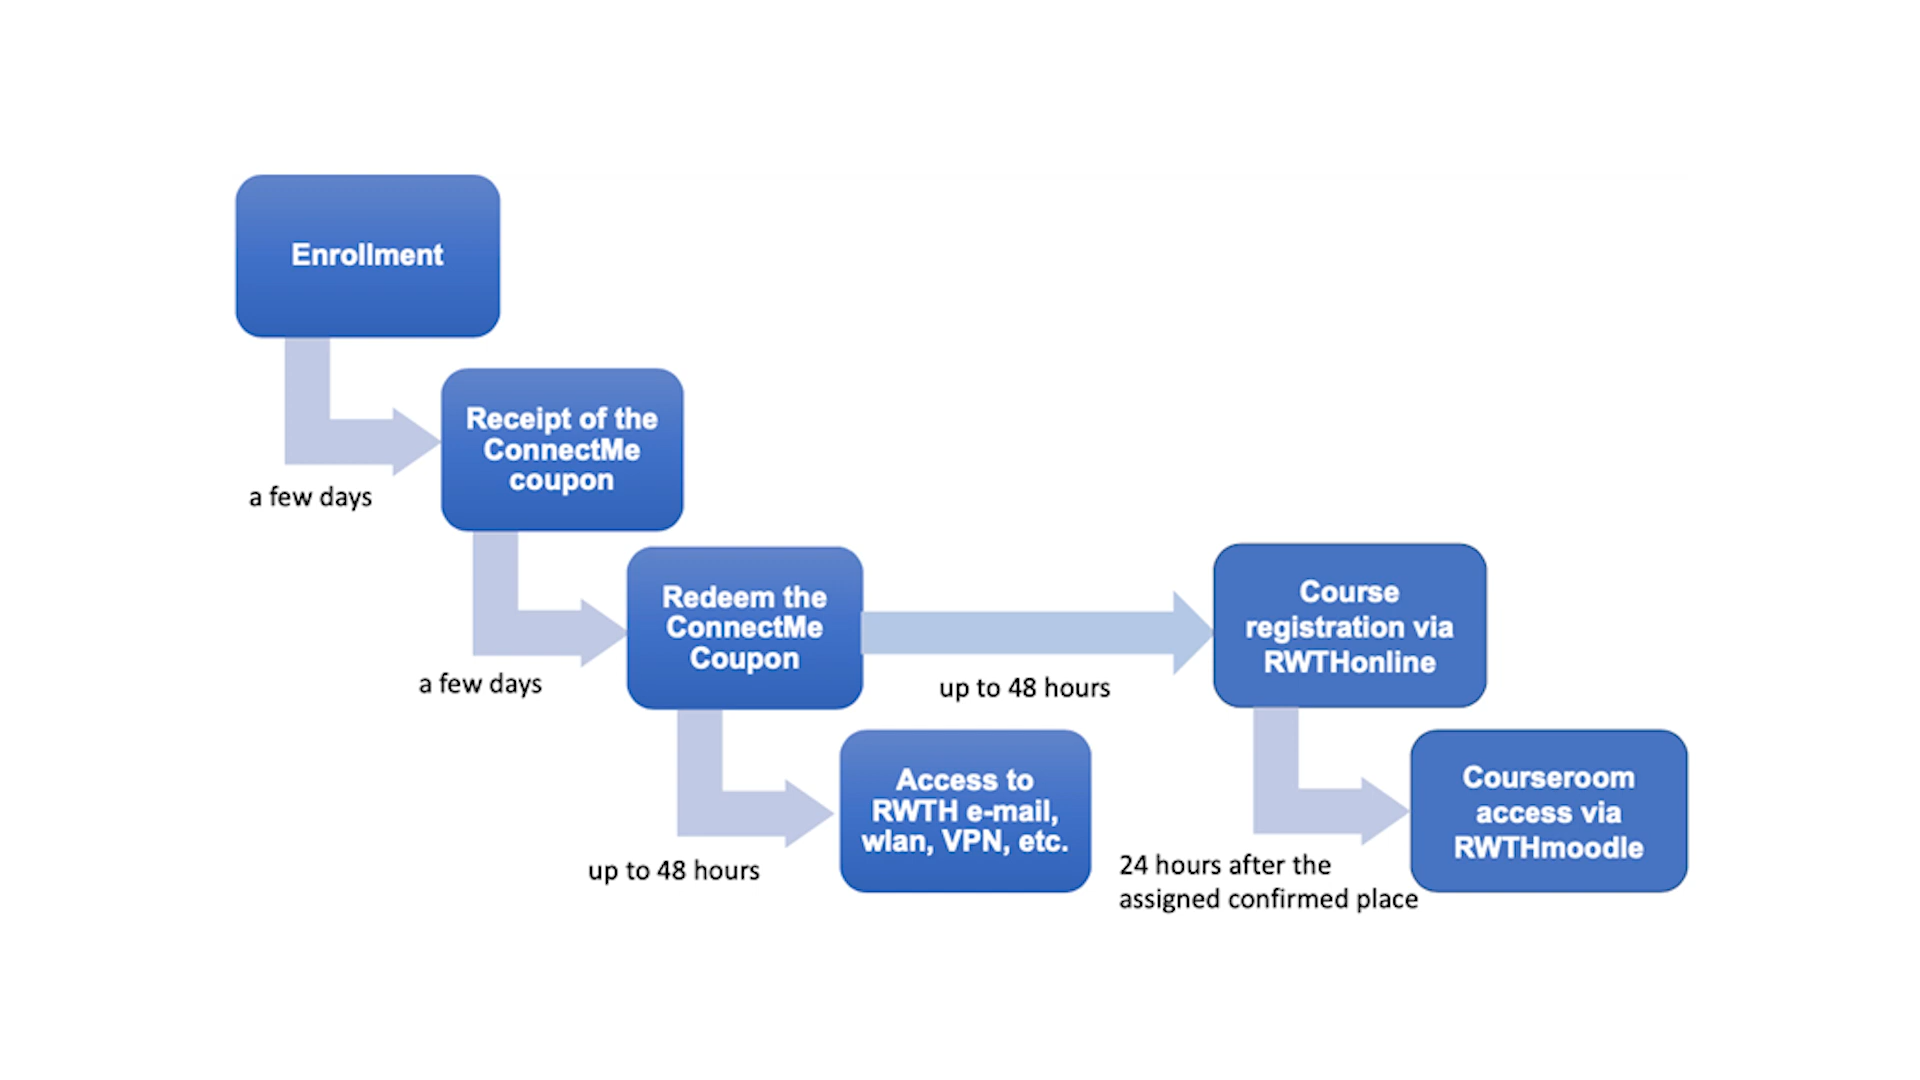 Enrollment
a few days
Receipt of the
ConnectMe
coupon
a few days
Redeem the
ConnectMe
Coupon
up to 48 hours
Course
registration via
RWTHonline
up to 48 hours
Access to
RWTH e-mail,
wlan, VPN, etc.
24 hours after the
assigned confirmed place
Courseroom
access via
RWTHmoodle